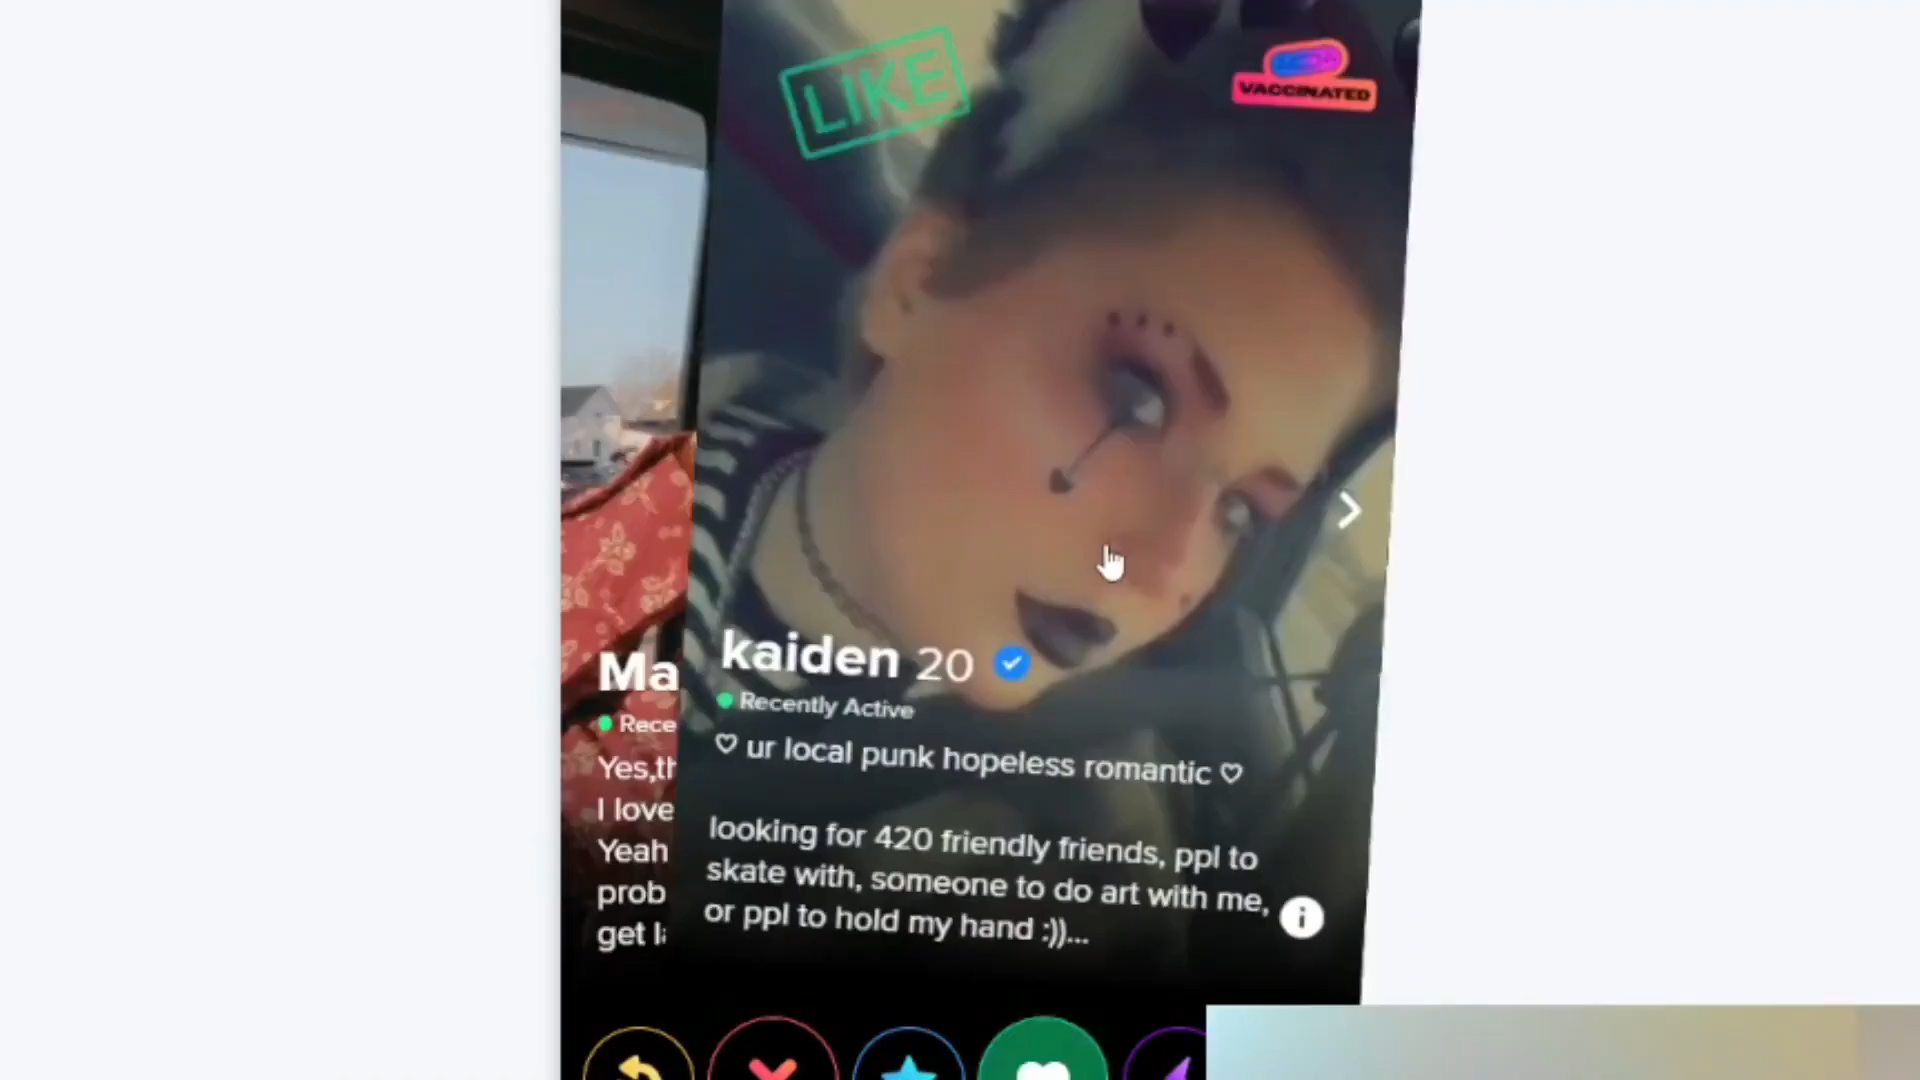 LIKE
VACCINATED
kaiden 20
Recently Active
♡ ur local punk hopeless romantic ♡
looking for 420 friendly friends, ppl to
skate with, someone to do art with me,
or ppl to hold my hand :))...
Ma
Rece
Yes,th
I love
Yeah
prob
get l